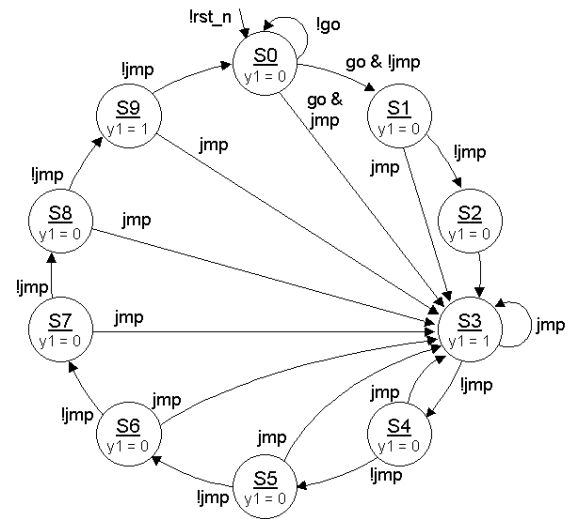 !rst_n
!go
S0
y1 = 0
!jmp
go & !jmp
S9
y1 = 1
go &
jmp
S1
y1 = 0
jmp
jmp
!jmp
!jmp
S8
y1 = 0
jmp
S2
y1 = 0
!jmp
S7
y1 = 0
jmp
S3
y1 = 1
jmp
!jmp
jmp
jmp
!jmp
S6
y1 = 0
jmp
S4
y1 = 0
!jmp
S5
y1 = 0
!jmp